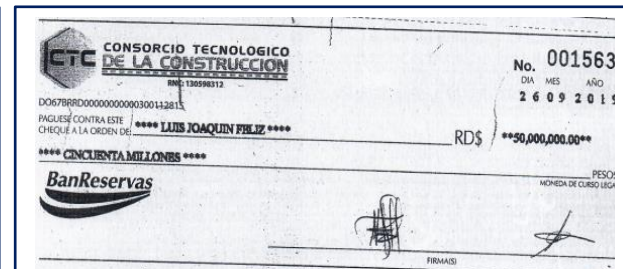 CTC CONSORCIO TECNOLOGICO
DE LA CONSTRUCCION
RNC: 130598312
No. 001563
DIA MES AÑO
2 6 0 9 2 0 1 9
DO67BRRD00000000000300112815
PAGUESE CONTRA ESTE
CHEQUE A LA ORDEN DE: **** LUIS JOAQUIN FELIZ **** RD$ **50,000,000.00**
**** CINCUENTA MILLONES **** PESOS
MONEDA DE CURSO LEGAL
BanReservas
FIRMA(S)